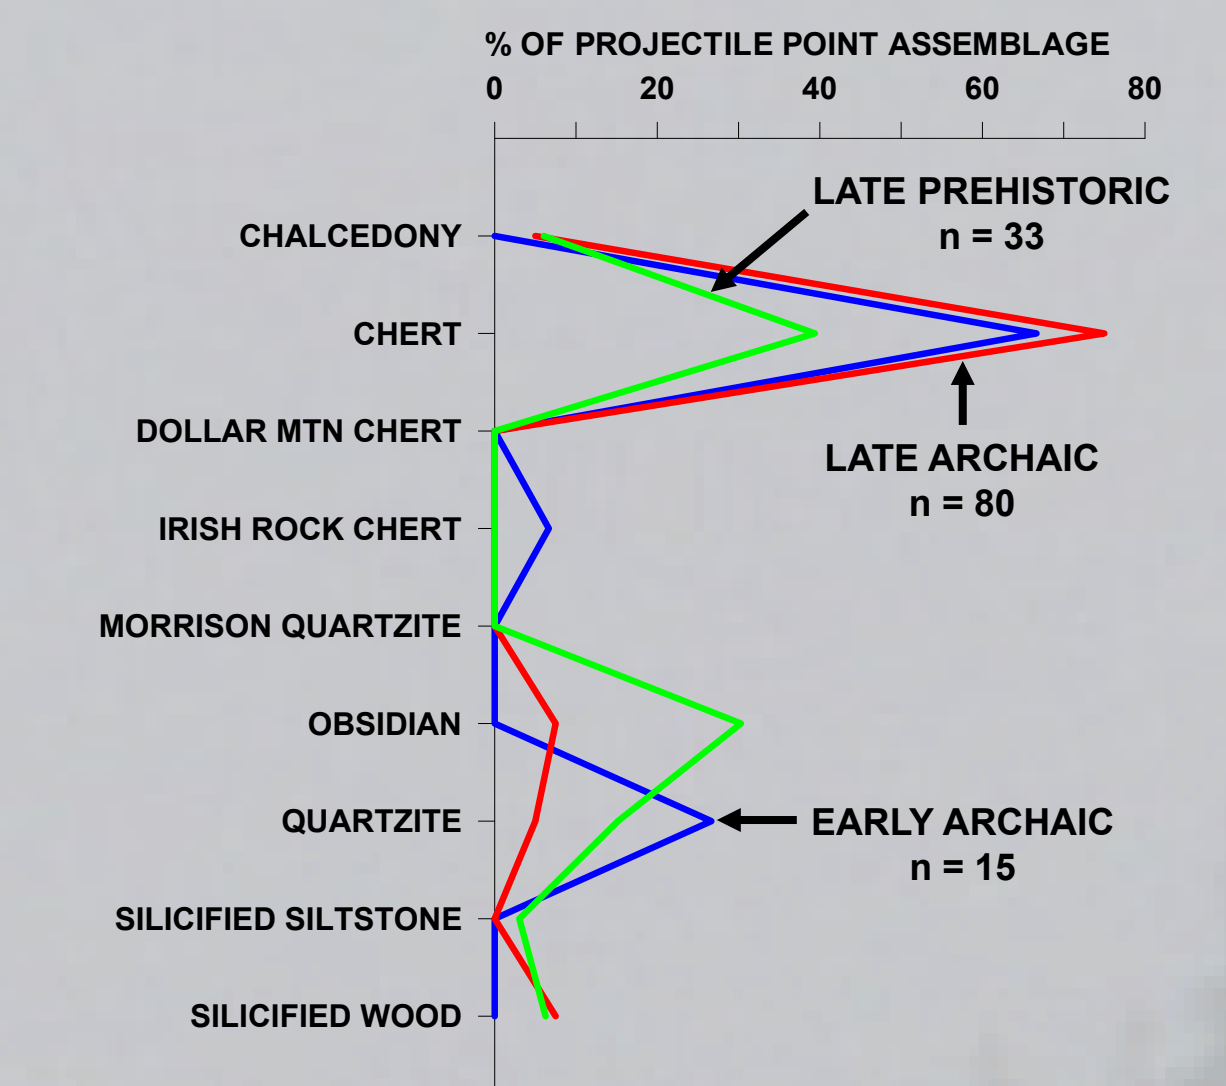 % OF PROJECTILE POINT ASSEMBLAGE
0 20 40 60 80
LATE PREHISTORIC
n = 33
CHALCEDONY
CHERT
DOLLAR MTN CHERT
LATE ARCHAIC
n = 80
IRISH ROCK CHERT
MORRISON QUARTZITE
OBSIDIAN
QUARTZITE
EARLY ARCHAIC
n = 15
SILICIFIED SILTSTONE
SILICIFIED WOOD